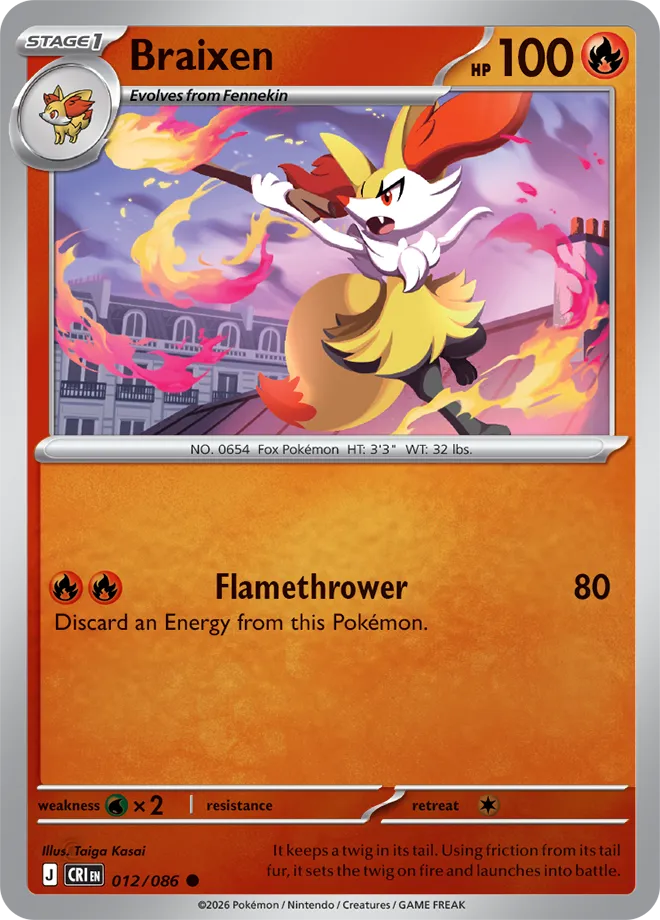 STAGE1
Braixen
HP 100
Evolves from Fennekin
NO. 0654 Fox Pokémon HT: 3'3" WT: 32 lbs.
Flamethrower 80
Discard an Energy from this Pokémon.
weakness ×2 resistance retreat
Illus. Taiga Kasai
It keeps a twig in its tail. Using friction from its tail
fur, it sets the twig on fire and launches into battle.
J CRI EN 012/086
©2026 Pokémon / Nintendo / Creatures / GAME FREAK